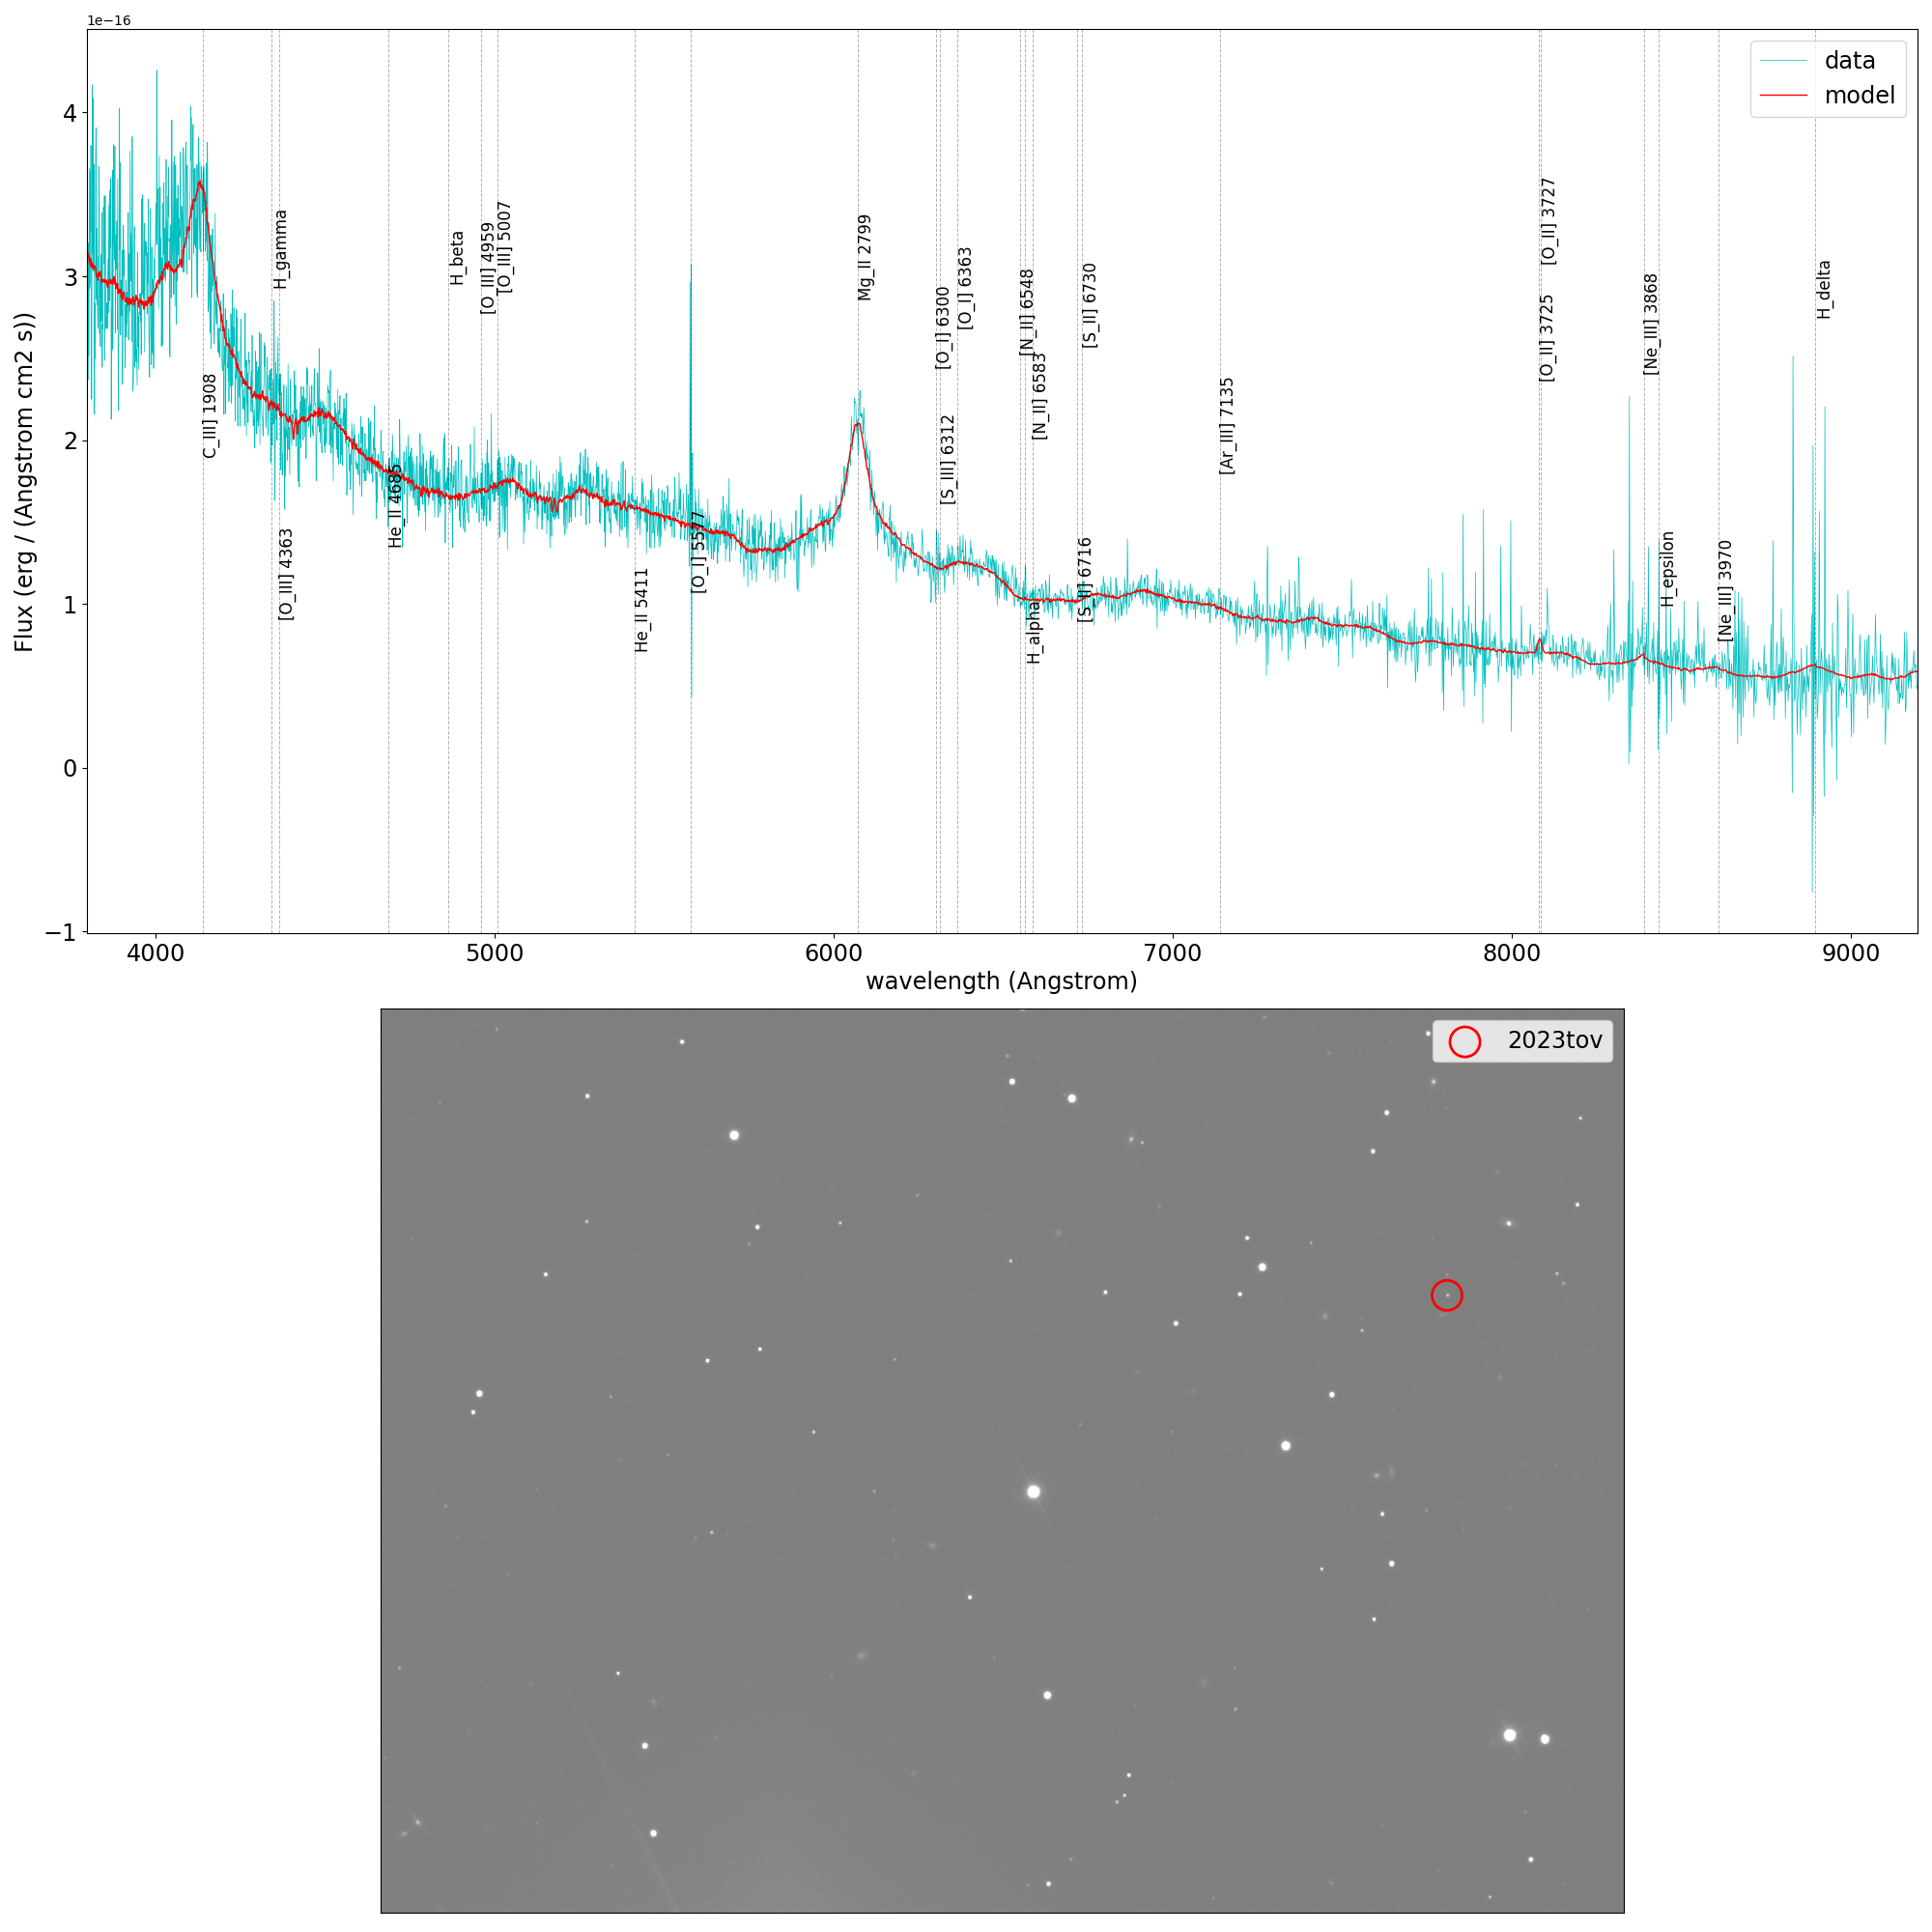 1e−16
data
model
Flux (erg / (Angstrom cm2 s))
4
3
2
1
0
−1
C_III] 1908
H_gamma
[O_III] 4363
He_II 4685
H_beta
[O_III] 4959
[O_III] 5007
He_II 5411
[O_I] 5577
Mg_II 2799
[O_I] 6300
[S_III] 6312
[O_I] 6363
[N_II] 6548
H_alpha
[N_II] 6583
[S_II] 6716
[S_II] 6730
[Ar_III] 7135
[O_II] 3725
[O_II] 3727
[Ne_III] 3868
H_epsilon
[Ne_III] 3970
H_delta
4000 5000 6000 7000 8000 9000
wavelength (Angstrom)
2023tov